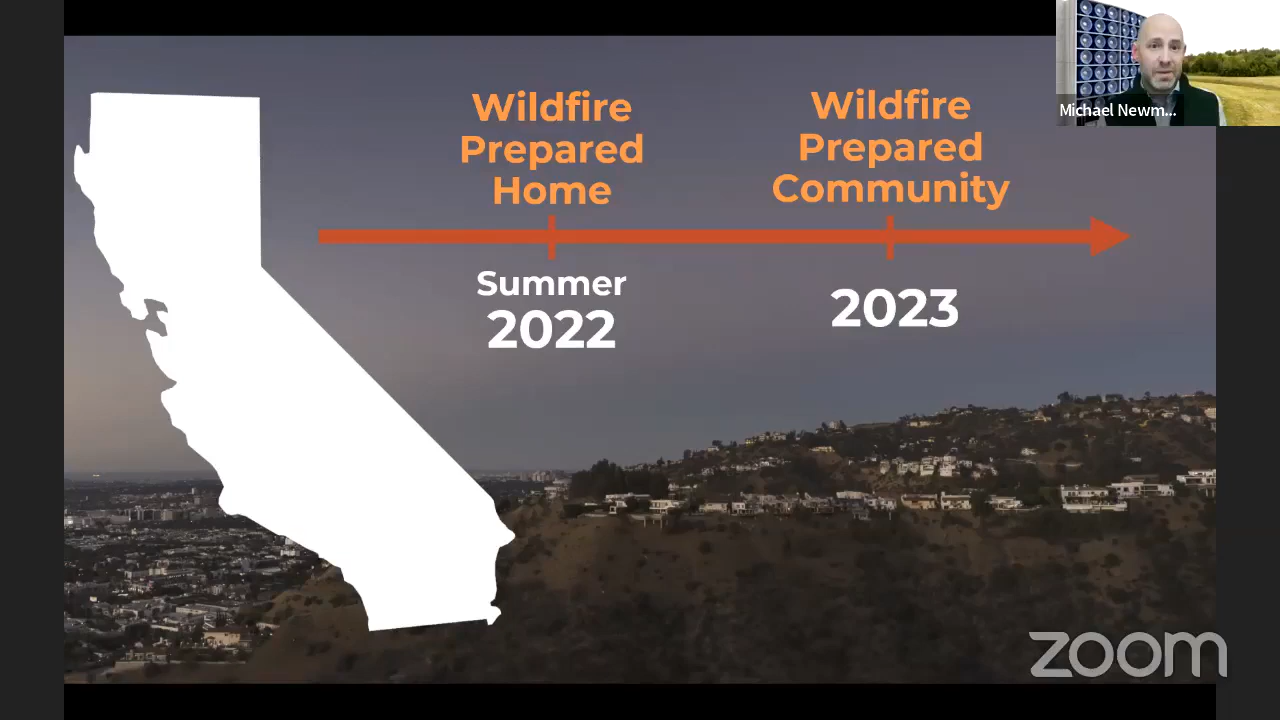 Wildfire
Prepared
Home
Wildfire
Prepared
Community
Michael Newm...
Summer
2022
2023
zoom